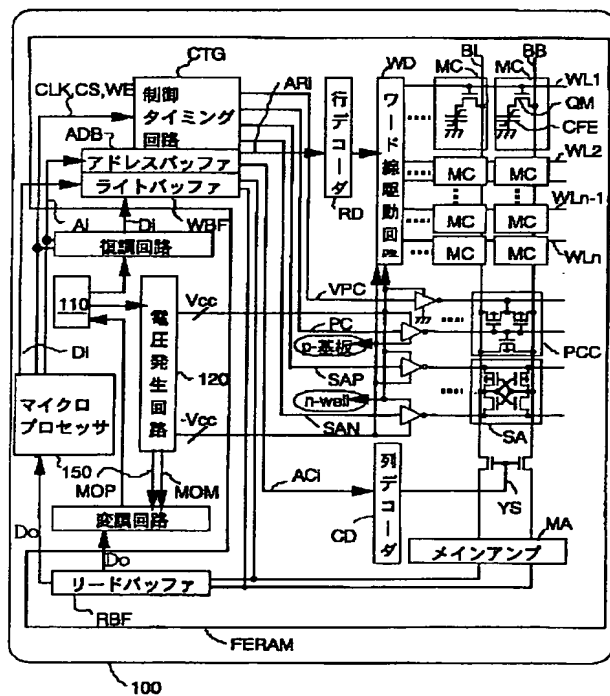 CTG
WD
BL
BB
MC
MC
WL1
CLK,CS,WE
制御
タイミング
回路
ARi
ADB
アドレスバッファ
ライトバッファ
行デコーダ
RD
ワード線駆動回路
QM
CFE
WL2
MC
MC
WLn-1
MC
MC
WLn
MC
MC
Ai
Di
WBF
復調回路
110
Vcc
VPC
PC
p-基板
PCC
Di
電圧発生回路
120
SAP
n-well
マイクロ
プロセッサ
-Vcc
SAN
SA
150
MOP
MOM
ACi
列デコーダ
CD
YS
MA
Do
変調回路
メインアンプ
Do
リードバッファ
RBF
FERAM
100